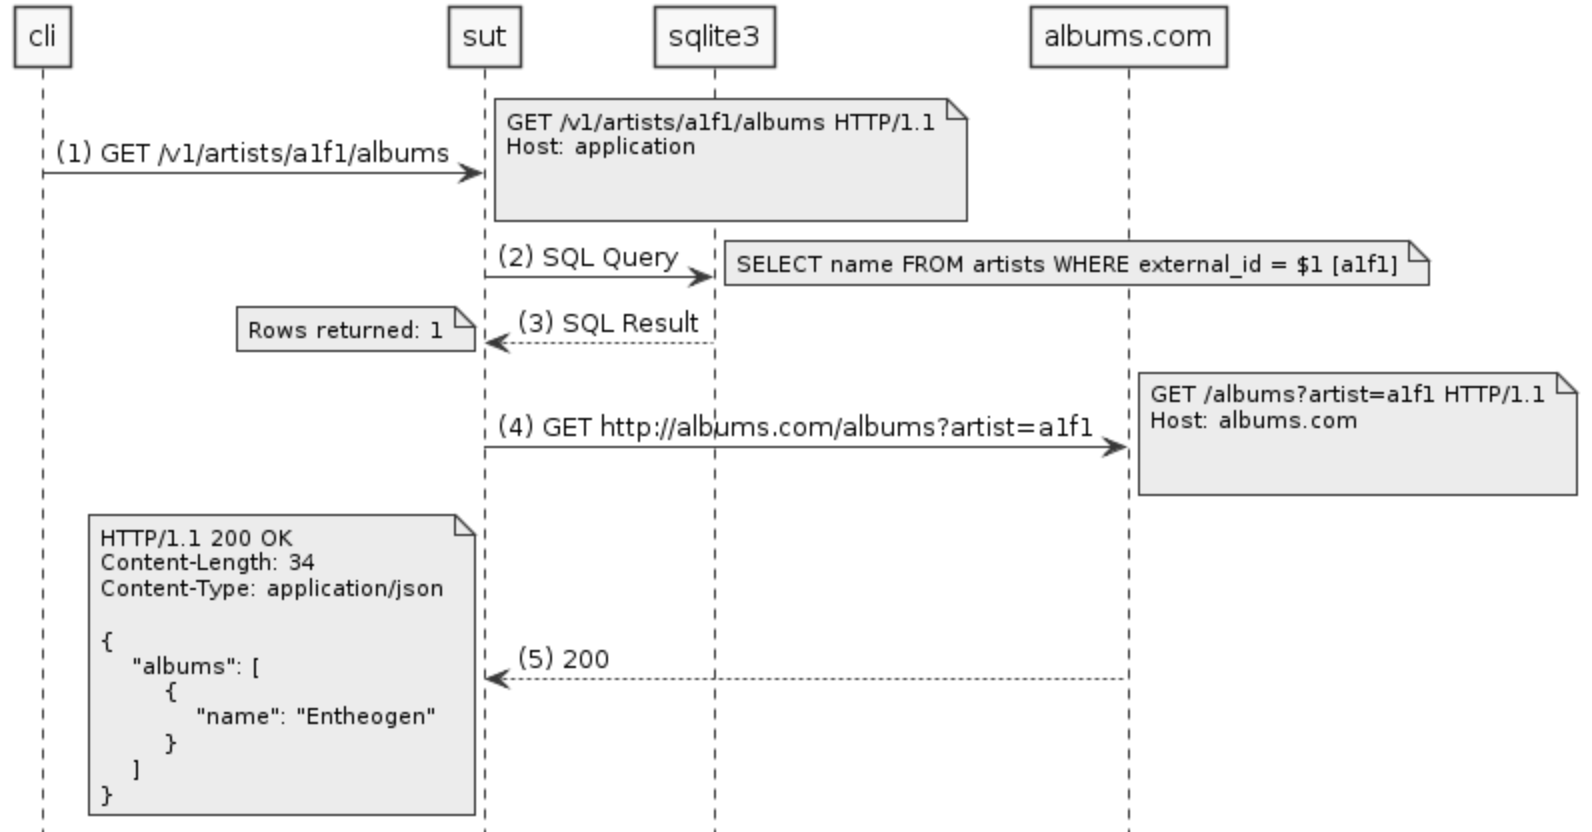 cli
sut
sqlite3
albums.com
GET /v1/artists/a1f1/albums HTTP/1.1
Host: application
(1) GET /v1/artists/a1f1/albums
(2) SQL Query
SELECT name FROM artists WHERE external_id = $1 [a1f1]
Rows returned: 1
(3) SQL Result
GET /albums?artist=a1f1 HTTP/1.1
Host: albums.com
(4) GET http://albums.com/albums?artist=a1f1
HTTP/1.1 200 OK
Content-Length: 34
Content-Type: application/json
{
"albums": [
{
"name": "Entheogen"
}
]
}
(5) 200